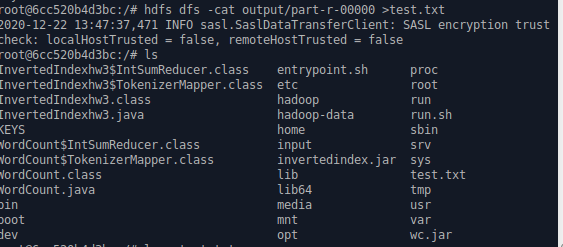 root@6cc520b4d3bc:/# hdfs dfs -cat output/part-r-00000 >test.txt
2020-12-22 13:47:37,471 INFO sasl.SaslDataTransferClient: SASL encryption trust
check: localHostTrusted = false, remoteHostTrusted = false
root@6cc520b4d3bc:/# ls
InvertedIndexhw3$IntSumReducer.class entrypoint.sh proc
InvertedIndexhw3$TokenizerMapper.class etc root
InvertedIndexhw3.class hadoop run
InvertedIndexhw3.java hadoop-data run.sh
KEYS home sbin
WordCount$IntSumReducer.class input srv
WordCount$TokenizerMapper.class invertedindex.jar sys
WordCount.class lib test.txt
WordCount.java lib64 tmp
bin media usr
boot mnt var
dev opt wc.jar